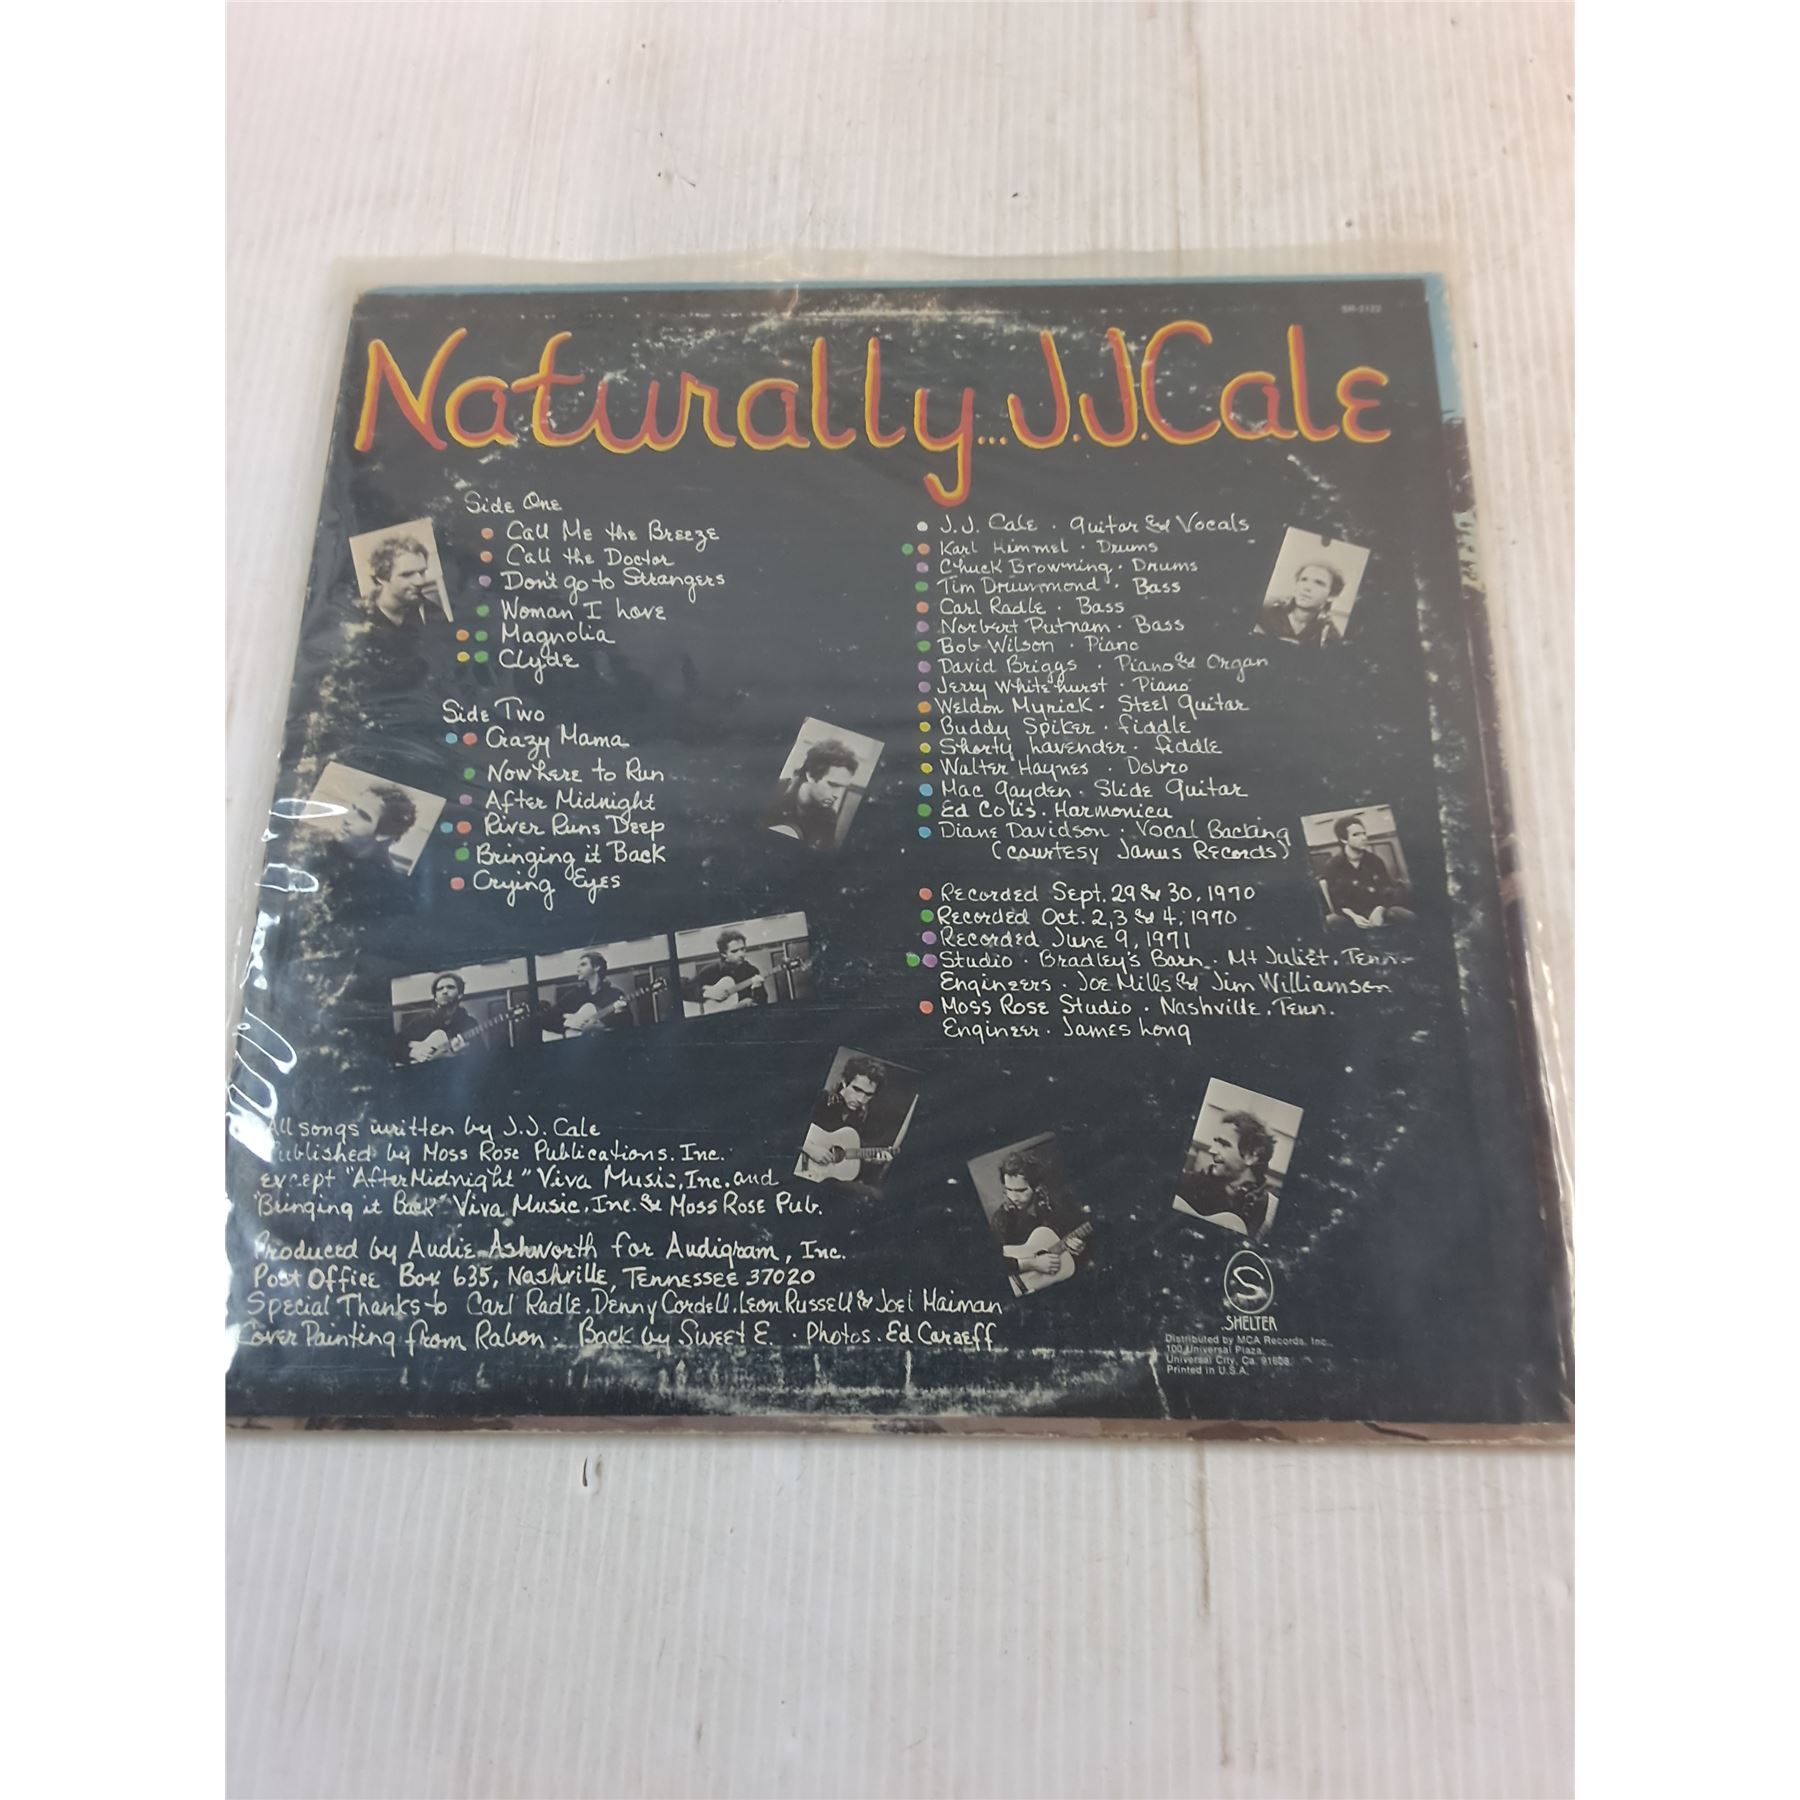 SR-2122
Naturally...J.J.Cale
Side One
Call Me the Breeze
Call the Doctor
Don't go to Strangers
Woman I have
Magnolia
Clyde
Side Two
Crazy Mama
Nowhere to Run
After Midnight
River Runs Deep
Bringing it Back
Crying Eyes
J.J. Cale · Guitar & Vocals
Karl Himmel · Drums
Chuck Browning · Drums
Tim Drummond · Bass
Carl Radle · Bass
Norbert Putnam · Bass
Bob Wilson · Piano
David Briggs · Piano & Organ
Jerry Whitehurst · Piano
Weldon Myrick · Steel Guitar
Buddy Spiker · fiddle
Shorty Lavender · fiddle
Walter Haynes · Dobro
Mac Gayden · Slide Guitar
Ed Colis · Harmonica
Diane Davidson · Vocal Backing
(courtesy Janus Records)
Recorded Sept. 29 & 30, 1970
Recorded Oct. 2, 3 & 4, 1970
Recorded June 9, 1971
Studio · Bradley's Barn · Mt Juliet, Tenn.
Engineers · Joe Mills & Jim Williamson
Moss Rose Studio · Nashville, Tenn.
Engineer · James Long
All songs written by J.J. Cale
Published by Moss Rose Publications, Inc.
except "After Midnight" Viva Music, Inc. and
"Bringing it Back" Viva Music, Inc. & Moss Rose Pub.
Produced by Audie Ashworth for Audigram, Inc.
Post Office Box 635, Nashville, Tennessee 37020
Special Thanks to Carl Radle, Denny Cordell, Leon Russell & Joel Maiman
Cover Painting from Rabon · Back by Sweet E. · Photos · Ed Caraeff
S
SHELTER
Distributed by MCA Records, Inc.
100 Universal Plaza,
Universal City, Ca. 91608
Printed in U.S.A.